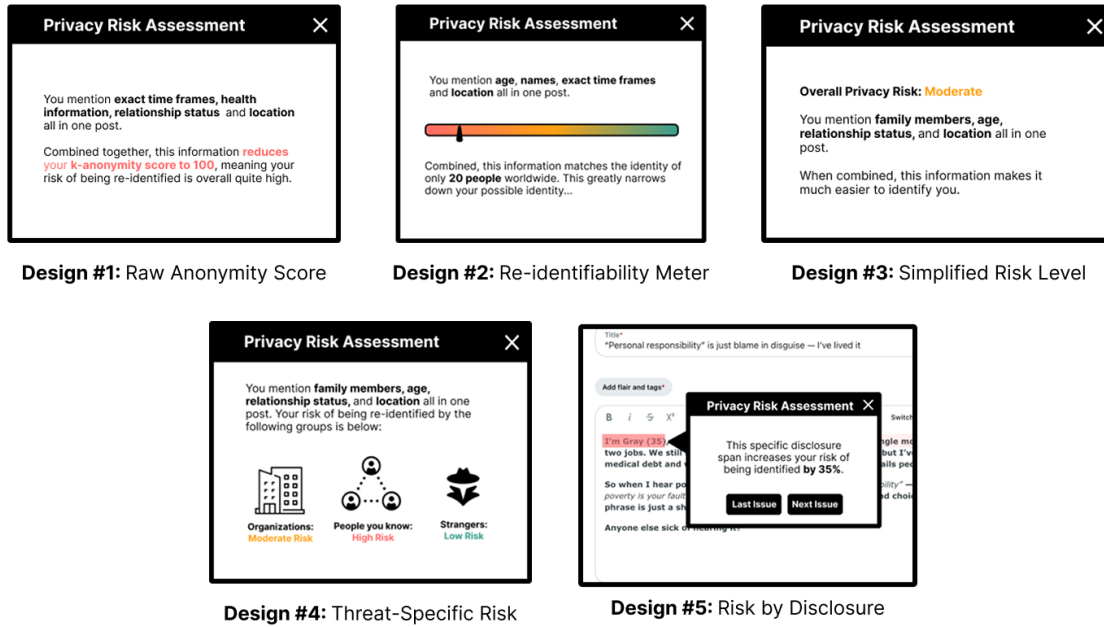 Privacy Risk Assessment
You mention exact time frames, health
information, relationship status and location
all in one post.
Combined together, this information reduces
your k-anonymity score to 100, meaning your
risk of being re-identified is overall quite high.
Design #1: Raw Anonymity Score
Privacy Risk Assessment
You mention age, names, exact time frames
and location all in one post.
Combined, this information matches the identity of
only 20 people worldwide. This greatly narrows
down your possible identity...
Design #2: Re-identifiability Meter
Privacy Risk Assessment
Overall Privacy Risk: Moderate
You mention family members, age,
relationship status, and location all in one
post.
When combined, this information makes it
much easier to identify you.
Design #3: Simplified Risk Level
Privacy Risk Assessment
You mention family members, age,
relationship status, and location all in one
post. Your risk of being re-identified by the
following groups is below:
Organizations:
Moderate Risk
People you know:
High Risk
Strangers:
Low Risk
Design #4: Threat-Specific Risk
Title*
"Personal responsibility" is just blame in disguise — I've lived it
Add flair and tags*
B i S X² Switch
I'm Gray (35)
two jobs. We still but I'v
medical debt and
So when I hear po
poverty is your fault
phrase is just a sh
Anyone else sick of hearing it?
Privacy Risk Assessment
This specific disclosure
span increases your risk of
being identified by 35%.
Last Issue Next Issue
Design #5: Risk by Disclosure